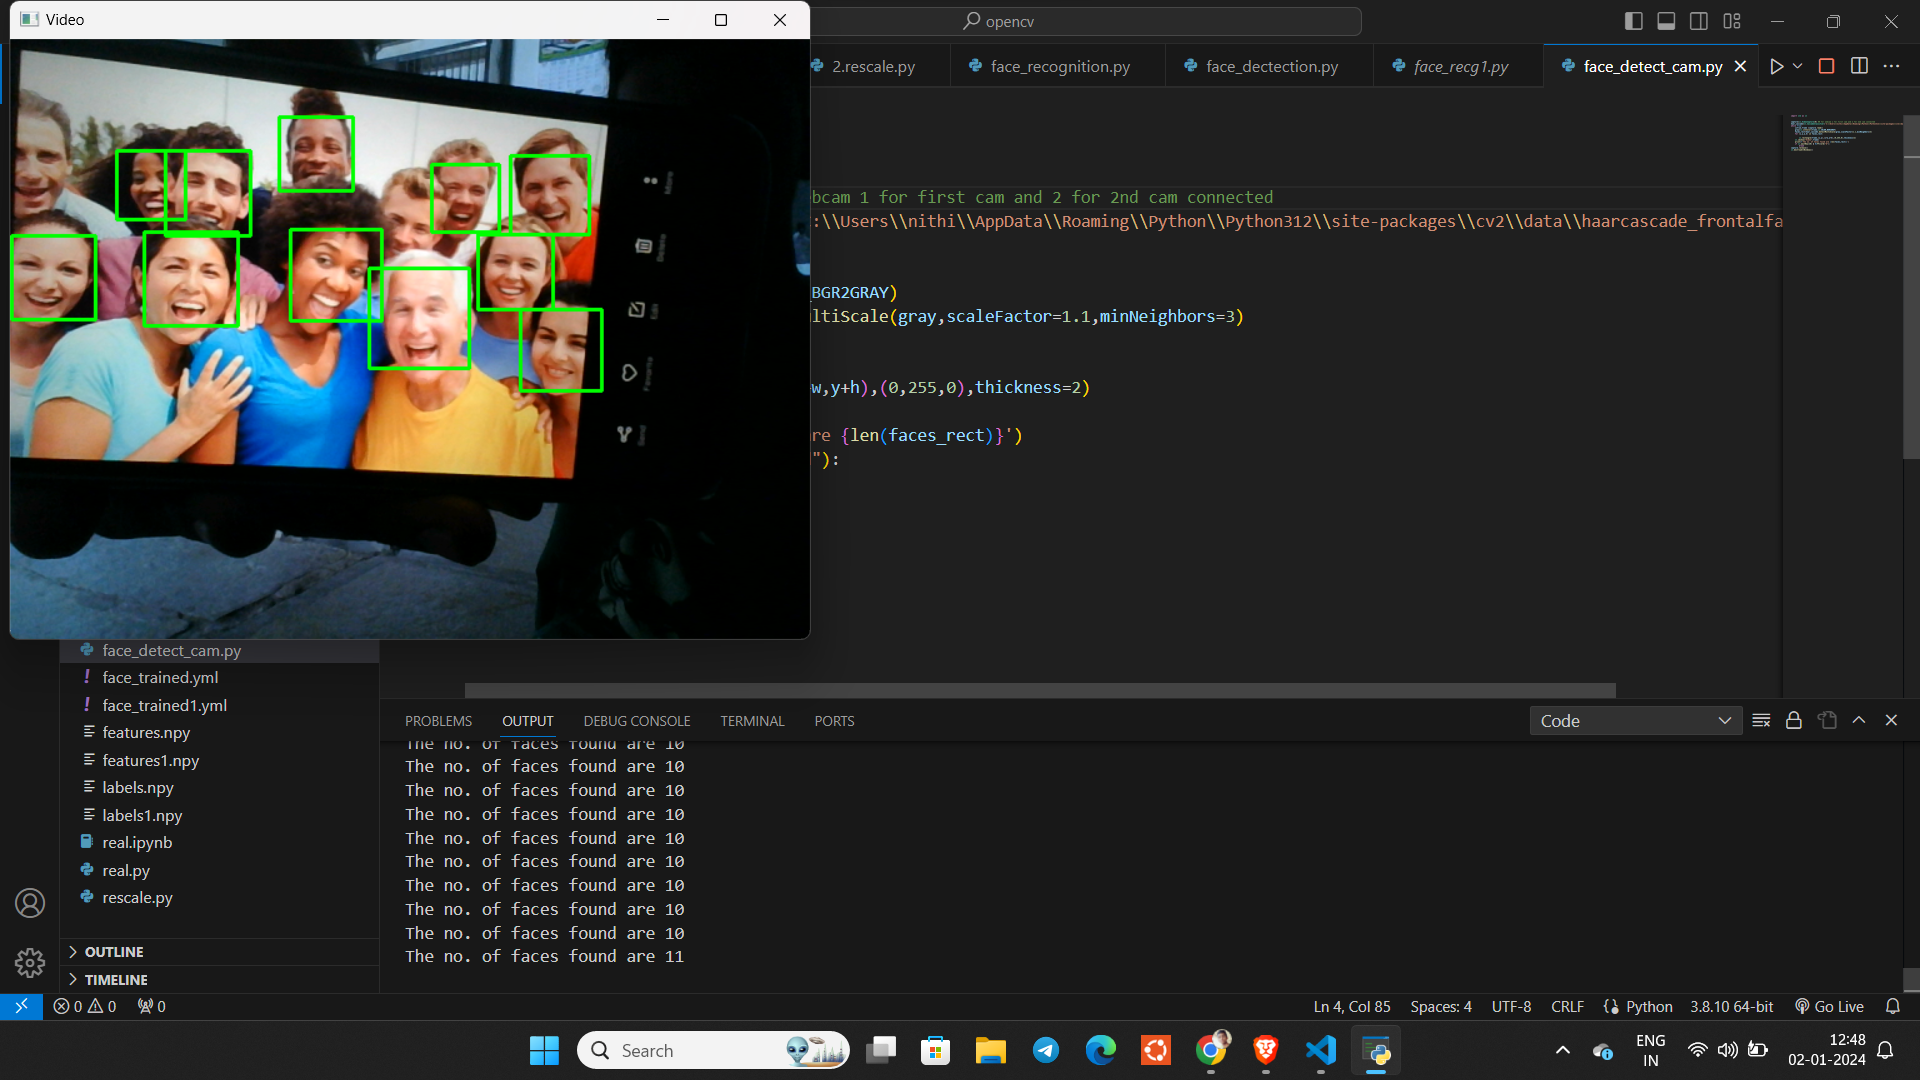 Video
opencv
2.rescale.py
face_recognition.py
face_dectection.py
face_recg1.py
face_detect_cam.py
bcam 1 for first cam and 2 for 2nd cam connected
:\\Users\\nithi\\AppData\\Roaming\\Python\\Python312\\site-packages\\cv2\\data\\haarcascade_frontalfa
BGR2GRAY)
ltiScale(gray,scaleFactor=1.1,minNeighbors=3)
w,y+h),(0,255,0),thickness=2)
re {len(faces_rect)}')
"):
More
Delete
Edit
Favorite
Send
face_detect_cam.py
face_trained.yml
face_trained1.yml
features.npy
features1.npy
labels.npy
labels1.npy
real.ipynb
real.py
rescale.py
OUTLINE
TIMELINE
PROBLEMS
OUTPUT
DEBUG CONSOLE
TERMINAL
PORTS
Code
The no. of faces found are 10
The no. of faces found are 10
The no. of faces found are 10
The no. of faces found are 10
The no. of faces found are 10
The no. of faces found are 10
The no. of faces found are 10
The no. of faces found are 10
The no. of faces found are 10
The no. of faces found are 11
0 0 0
Ln 4, Col 85
Spaces: 4
UTF-8
CRLF
Python
3.8.10 64-bit
Go Live
Search
ENG
IN
12:48
02-01-2024